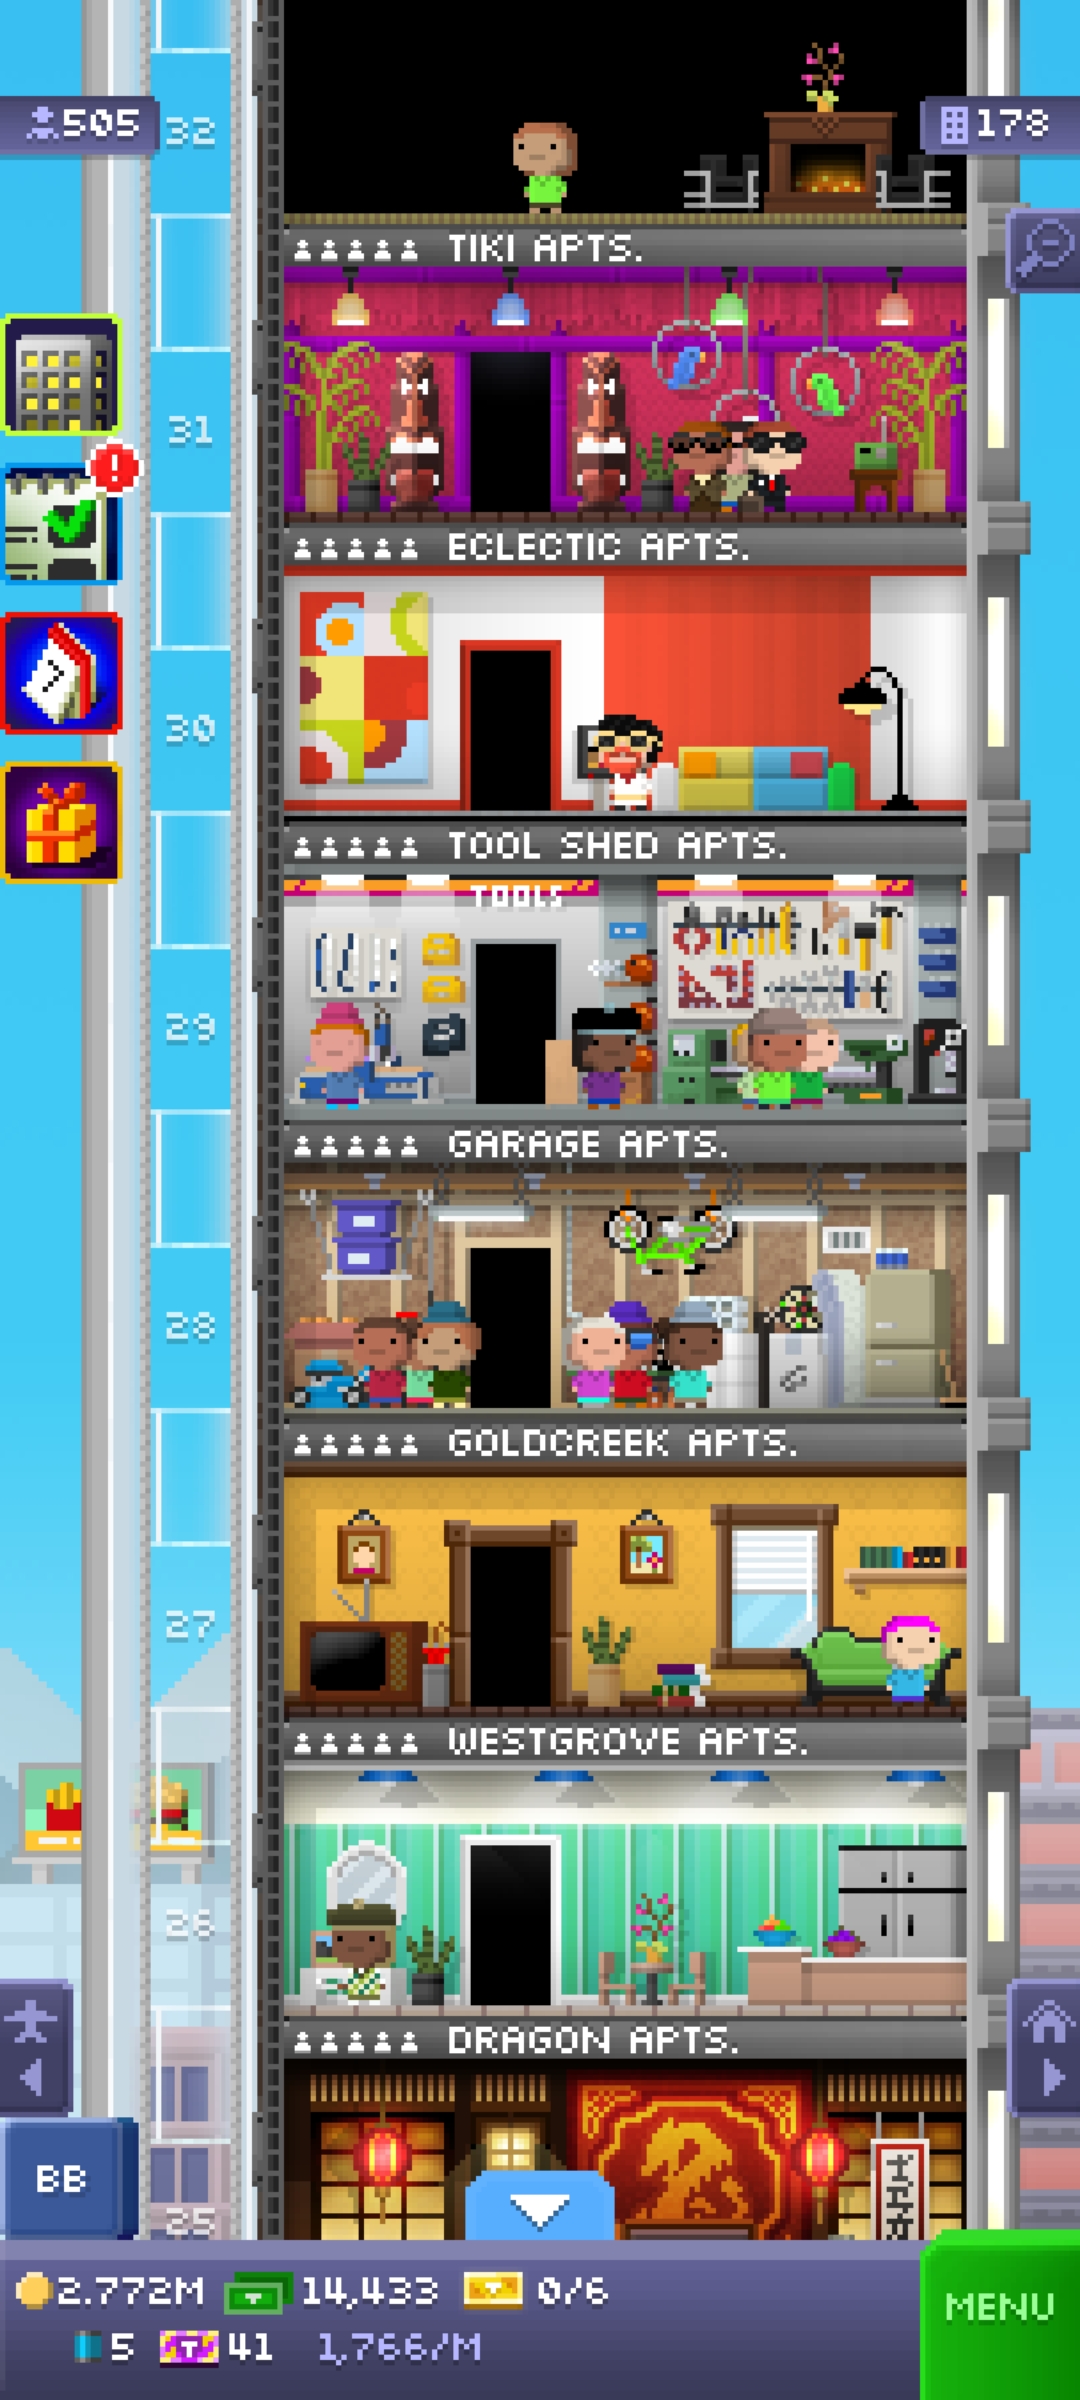 505
32
178
TIKI APTS.
31
ECLECTIC APTS.
30
TOOL SHED APTS.
TOOLS
29
GARAGE APTS.
28
GOLDCREEK APTS.
27
WESTGROVE APTS.
26
DRAGON APTS.
BB
25
2.772M 14,433 0/6
MENU
5 41 1,766/M